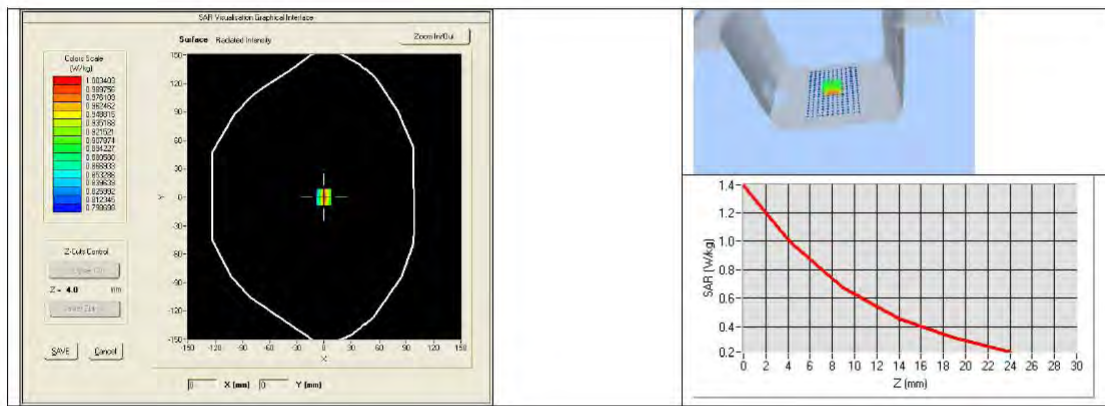 SAR Visualisation Graphical Interface
Surface Radiated Intensity
Zoom In/Out
Colors Scale
(W/kg)
1.003403
0.989756
0.976109
0.962462
0.948815
0.935168
0.921521
0.907874
0.894227
0.880580
0.866933
0.853286
0.839639
0.825992
0.812345
0.798698
150
120
90
60
30
0
-30
-60
-90
-120
-150
Y
-150 -120 -90 -60 -30 0 30 60 90 120 150
X
Z-Cuts Control
Z = 4.0 mm
SAVE
Cancel
0 X (mm) 0 Y (mm)
1.4
1.2
1.0
0.8
0.6
0.4
0.2
SAR (W/kg)
0 2 4 6 8 10 12 14 16 18 20 22 24 26 28 30
Z (mm)